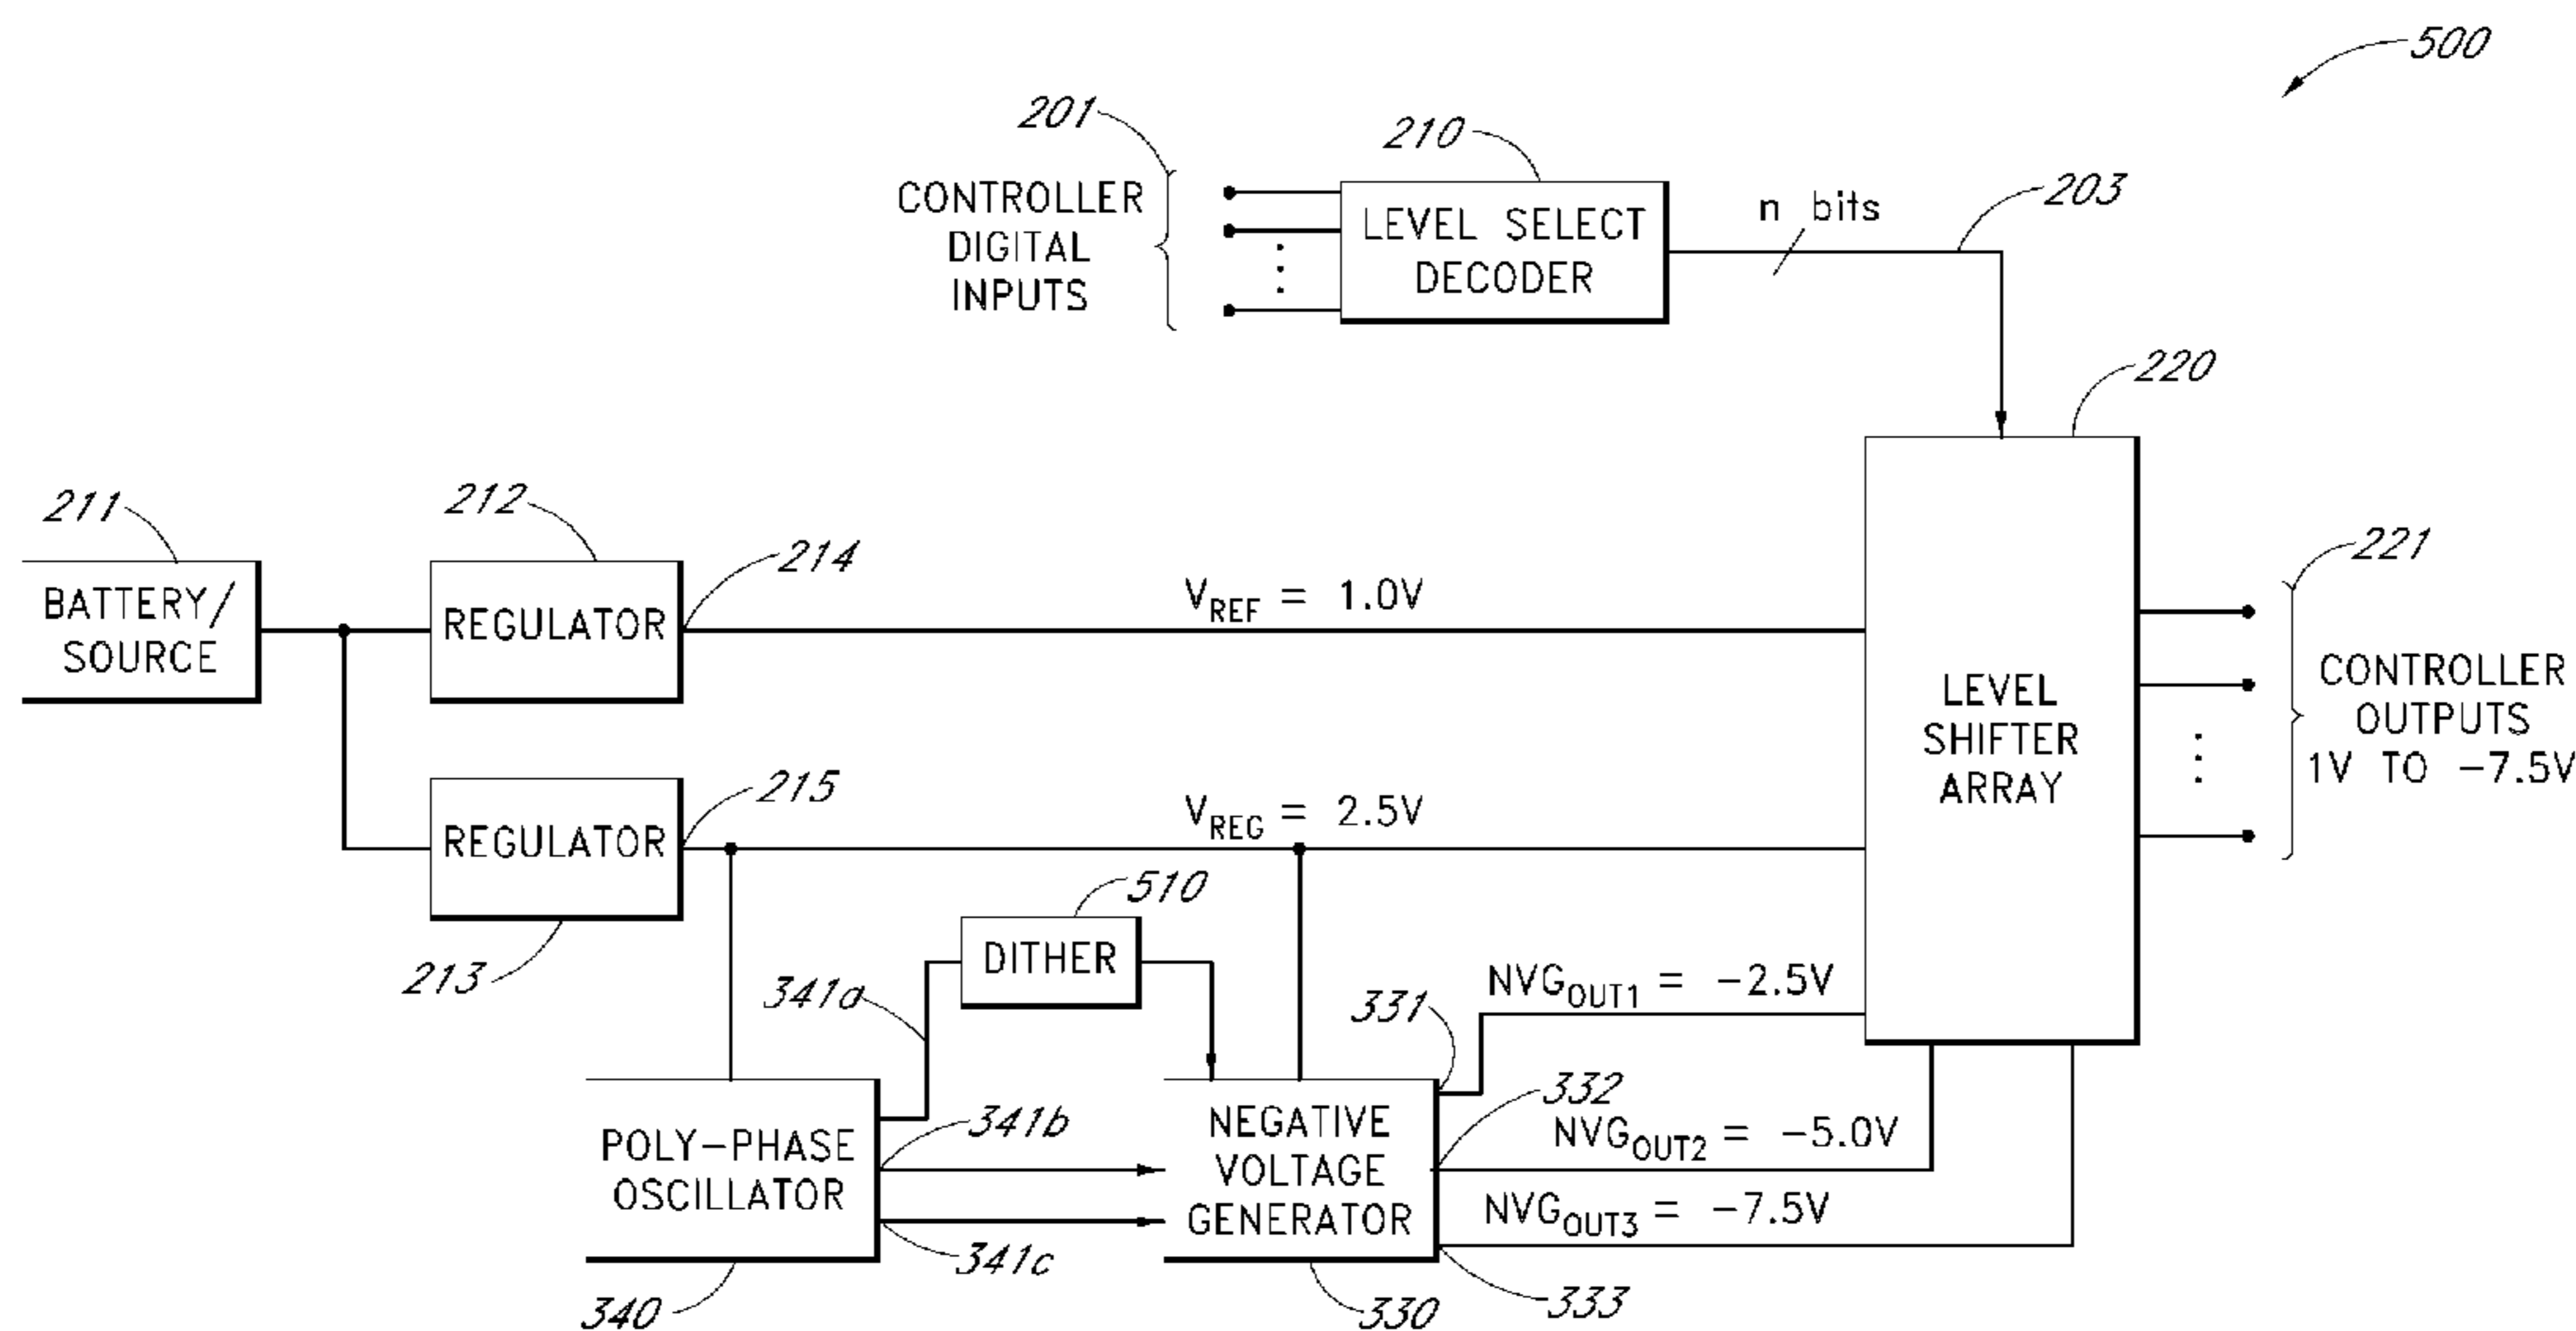 500
201
CONTROLLER
DIGITAL
INPUTS
210
LEVEL SELECT
DECODER
n bits
203
220
211
BATTERY/
SOURCE
212
REGULATOR
214
V_REF = 1.0V
LEVEL
SHIFTER
ARRAY
221
CONTROLLER
OUTPUTS
1V TO -7.5V
REGULATOR
215
213
V_REG = 2.5V
510
DITHER
341a
POLY-PHASE
OSCILLATOR
340
341b
341c
NEGATIVE
VOLTAGE
GENERATOR
330
331
NVG_OUT1 = -2.5V
332
NVG_OUT2 = -5.0V
NVG_OUT3 = -7.5V
333